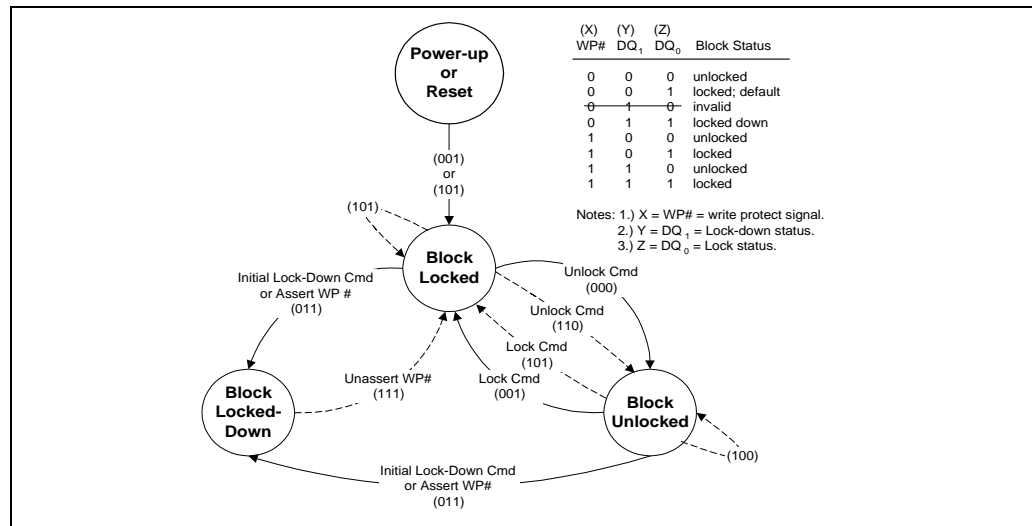 Power-up
or
Reset
(X) (Y) (Z)
WP# DQ1 DQ0 Block Status
0 0 0 unlocked
0 0 1 locked; default
0 1 0 invalid
0 1 1 locked down
1 0 0 unlocked
1 0 1 locked
1 1 0 unlocked
1 1 1 locked
Notes: 1.) X = WP# = write protect signal.
2.) Y = DQ1 = Lock-down status.
3.) Z = DQ0 = Lock status.
(001)
or
(101)
(101)
Block
Locked
Initial Lock-Down Cmd
or Assert WP #
(011)
Unlock Cmd
(000)
Unlock Cmd
(110)
Lock Cmd
(101)
Unassert WP#
(111)
Lock Cmd
(001)
Block
Locked-
Down
Block
Unlocked
(100)
Initial Lock-Down Cmd
or Assert WP#
(011)